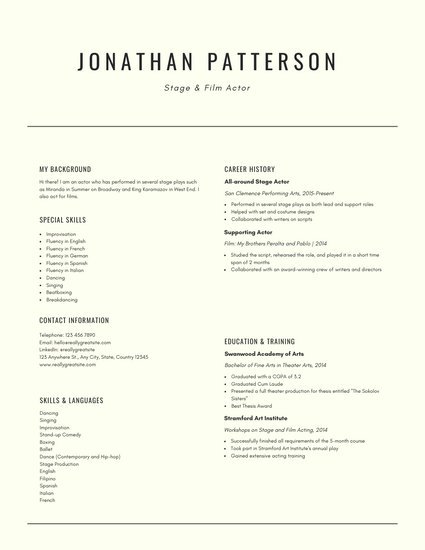 JONATHAN PATTERSON
Stage & Film Actor
MY BACKGROUND
Hi there! I am an actor who has performed in several stage plays such
as Miranda in Summer on Broadway and King Karamazov in West End. I
also act for films.
SPECIAL SKILLS
• Improvisation
• Fluency in English
• Fluency in French
• Fluency in German
• Fluency in Spanish
• Fluency in Italian
• Dancing
• Singing
• Beatboxing
• Breakdancing
CONTACT INFORMATION
Telephone: 123 456 7890
Email: hello@reallygreatsite.com
LinkedIn: @reallygreatsite
123 Anywhere St., Any City, State, Country 12345
www.reallygreatsite.com
SKILLS & LANGUAGES
Dancing
Singing
Improvisation
Stand-up Comedy
Boxing
Ballet
Dance (Contemporary and Hip-hop)
Stage Production
English
Filipino
Spanish
Italian
French
CAREER HISTORY
All-around Stage Actor
San Clemence Performing Arts, 2015-Present
• Performed in several stage plays as both lead and support roles
• Helped with set and costume designs
• Collaborated with writers on scripts
Supporting Actor
Film: My Brothers Peralta and Pablo | 2014
• Studied the script, rehearsed the role, and played it in a short time
span of 2 months
• Collaborated with an award-winning crew of writers and directors
EDUCATION & TRAINING
Swanwood Academy of Arts
Bachelor of Fine Arts in Theater Arts, 2014
• Graduated with a CGPA of 3.2
• Graduated Cum Laude
• Presented a full theater production for thesis entitled "The Sokolov
Sisters"
• Best Thesis Award
Stramford Art Institute
Workshops on Stage and Film Acting, 2014
• Successfully finished all requirements of the 5-month course
• Took part in Stramford Art Institute's annual play
• Gained extensive acting training